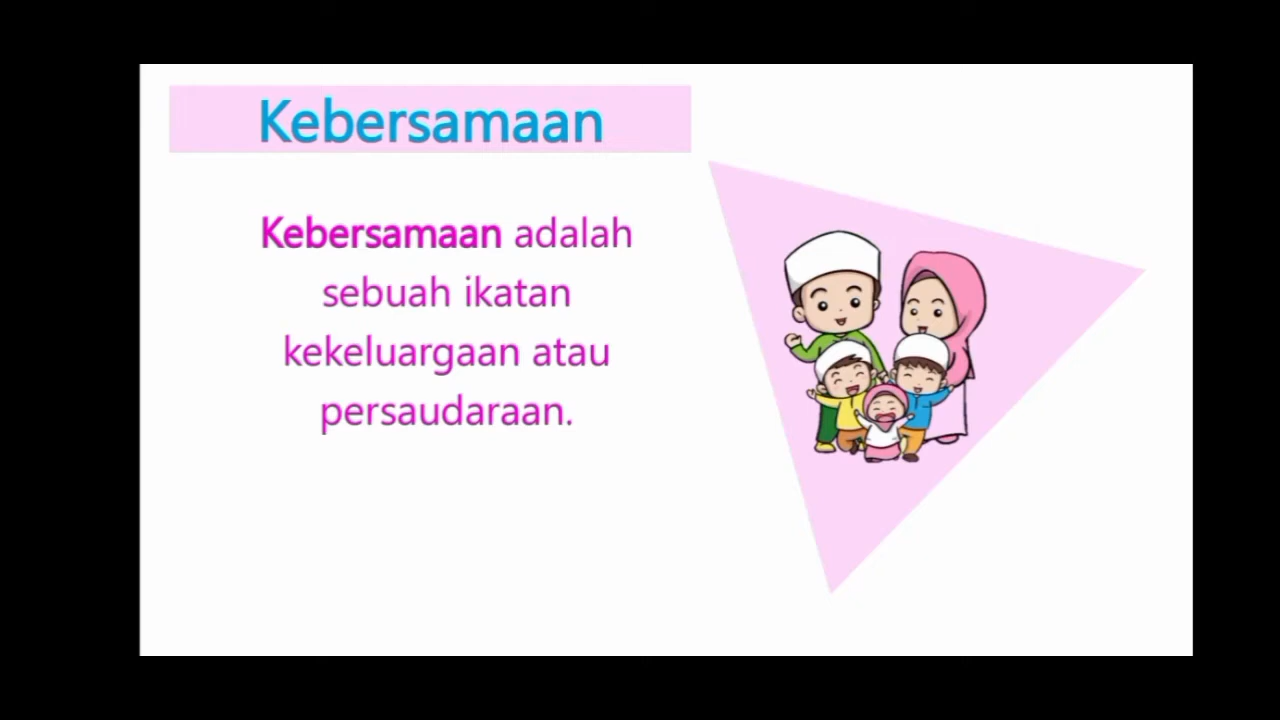 Kebersamaan
Kebersamaan adalah
sebuah ikatan
kekeluargaan atau
persaudaraan.